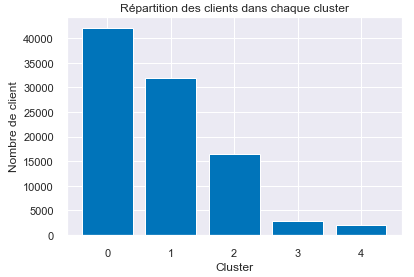 Répartition des clients dans chaque cluster
Nombre de client
40000
35000
30000
25000
20000
15000
10000
5000
0
0 1 2 3 4
Cluster